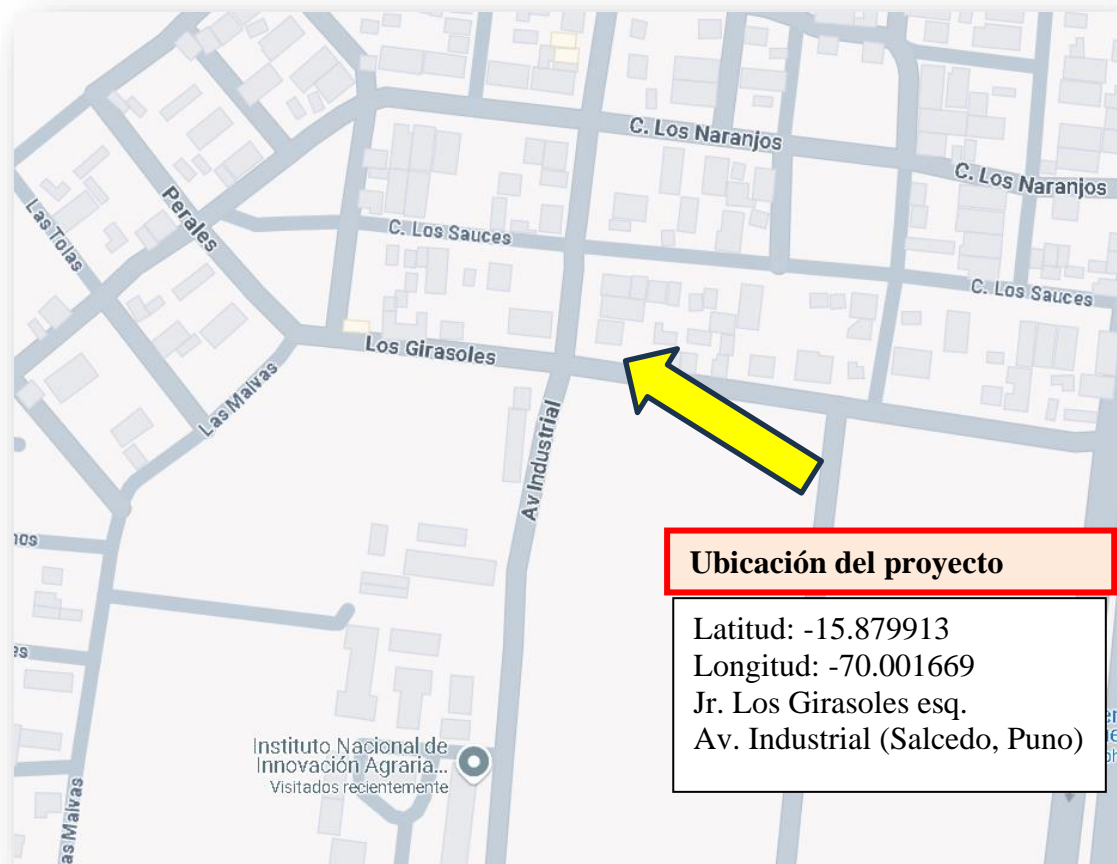 C. Los Naranjos
C. Los Naranjos
Perales
Las Tolas
C. Los Sauces
C. Los Sauces
Los Girasoles
Las Malvas
Av Industrial
Ubicación del proyecto
Latitud: -15.879913
Longitud: -70.001669
Jr. Los Girasoles esq.
Av. Industrial (Salcedo, Puno)
Instituto Nacional de
Innovación Agraria...
Visitados recientemente